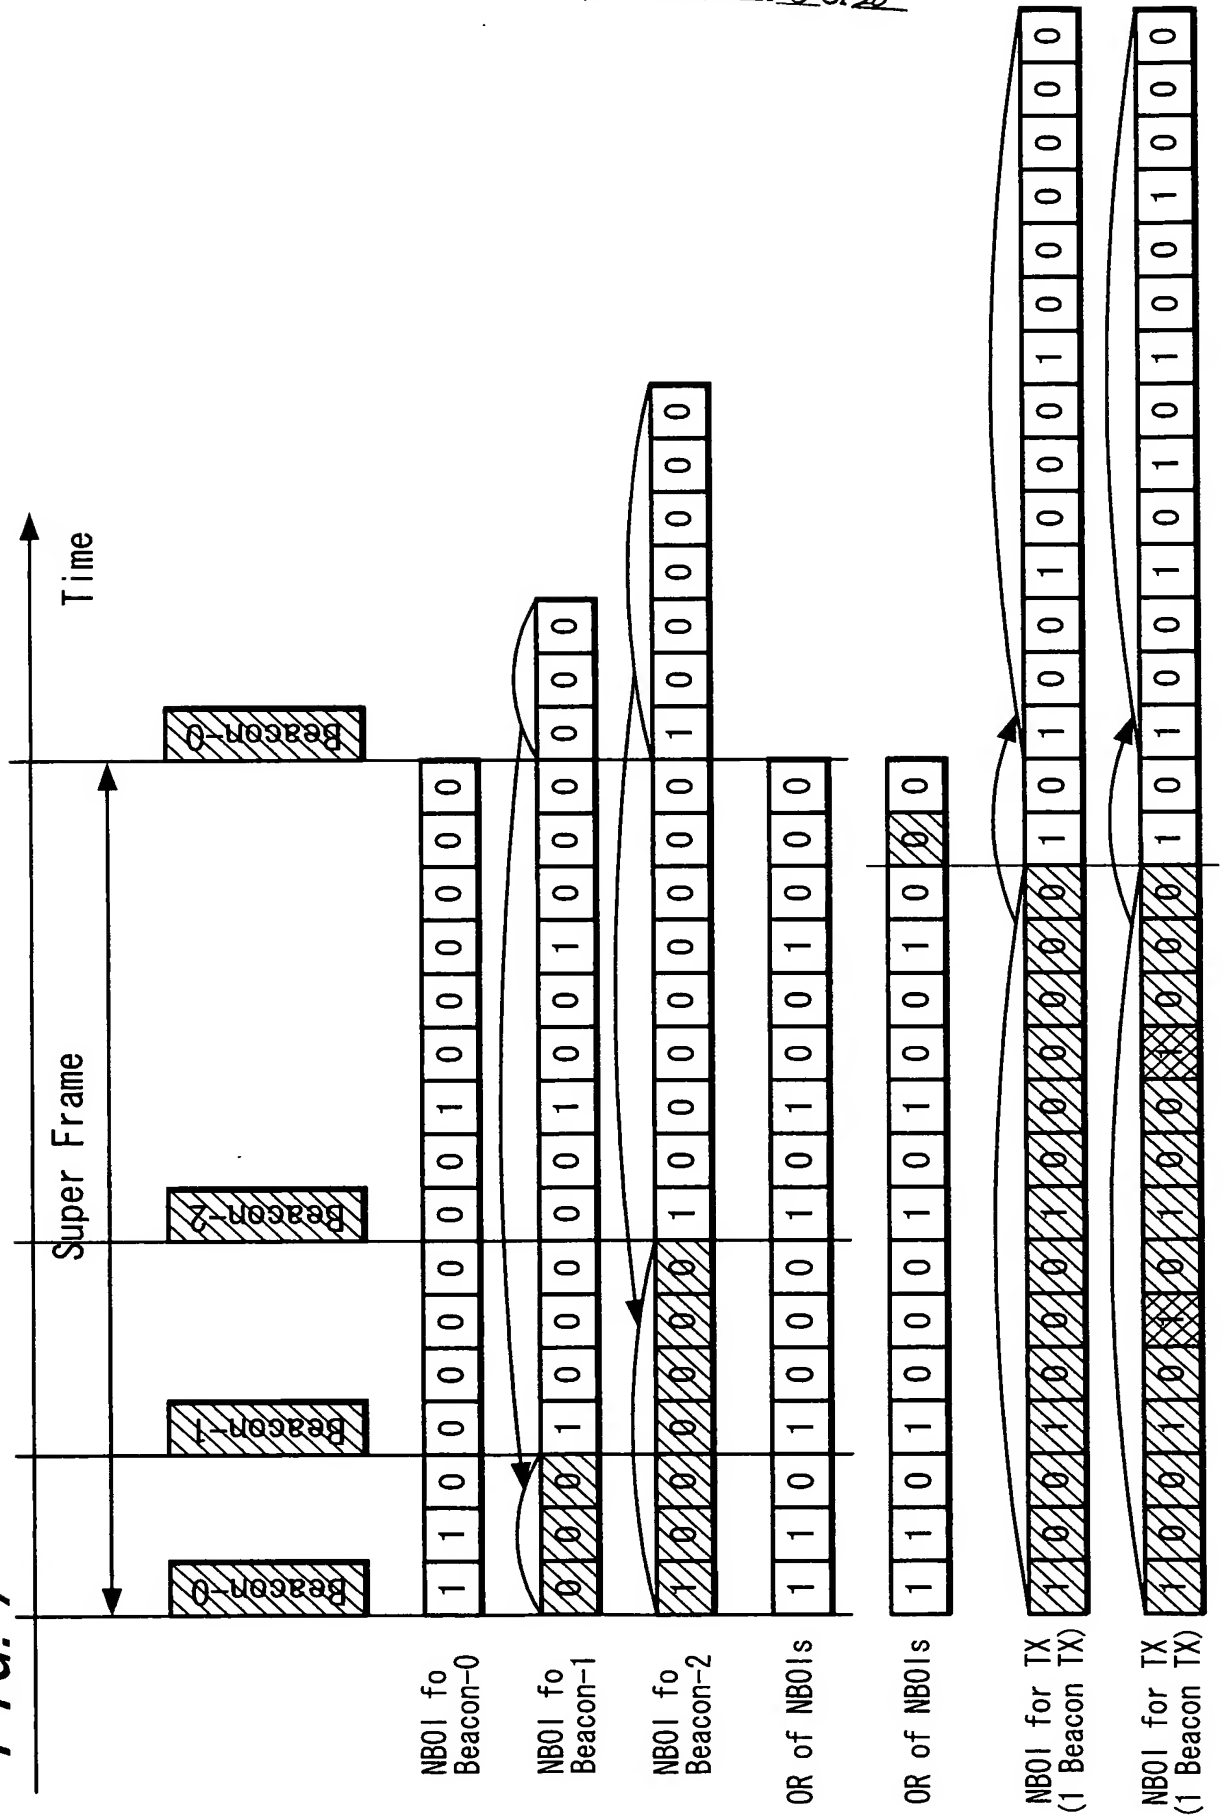 Time
Super Frame
Beacon-0
Beacon-1
Beacon-2
Beacon-0
NBOI fo
Beacon-0
1 1 0 0 0 0 0 0 0 1 0 0 0 0 0 0
NBOI fo
Beacon-1
0 0 0 1 0 0 0 0 0 1 0 0 1 0 0 0 0 0 0
NBOI fo
Beacon-2
1 0 0 0 0 0 0 1 0 0 0 0 0 0 0 0 1 0 0 0 0 0 0
OR of NBOIs
1 1 0 1 0 0 0 1 0 1 0 0 1 0 0 0
OR of NBOIs
1 1 0 1 0 0 0 1 0 1 0 0 1 0 0 0
NBOI for TX
(1 Beacon TX)
1 0 0 1 0 0 0 1 0 0 0 0 0 0 1 0 1 0 0 1 0 0 0 1 0 0 0 0 0 0
NBOI for TX
(1 Beacon TX)
1 0 0 1 0 1 0 1 0 0 1 0 0 0 1 0 1 0 0 1 0 1 0 1 0 0 1 0 0 0